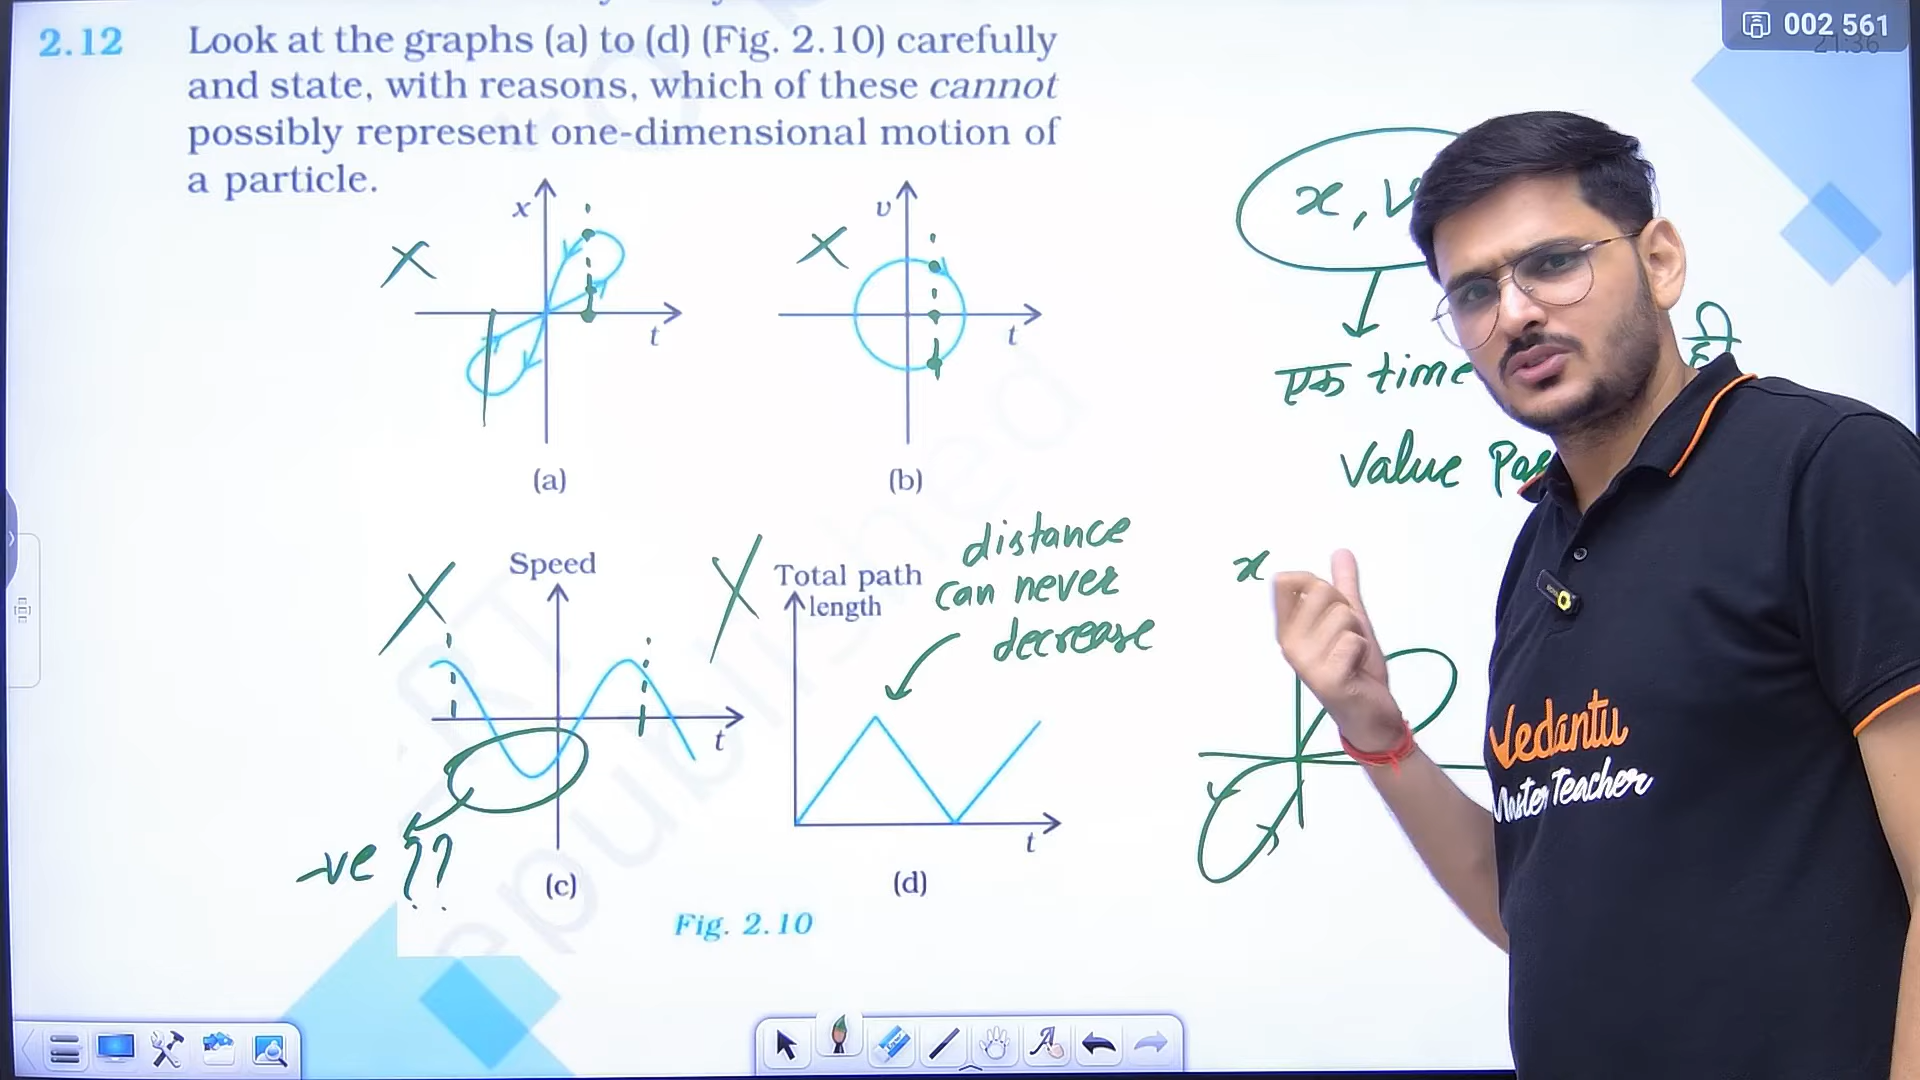 002 561
21:36
2.12 Look at the graphs (a) to (d) (Fig. 2.10) carefully
and state, with reasons, which of these cannot
possibly represent one-dimensional motion of
a particle.
x
t
(a)
v
t
(b)
x, v
एक time
ही
Value
Speed
t
(c)
-ve ??
Total path
length
t
(d)
distance
can never
decrease
x
Fig. 2.10
Vedantu
Master Teacher